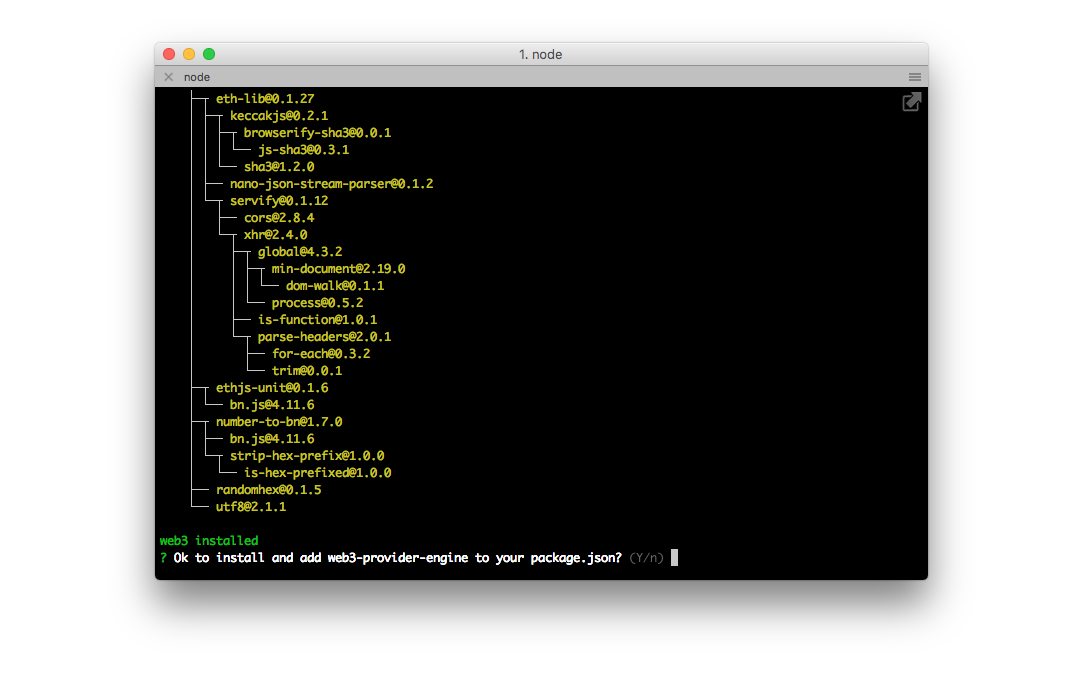 1. node
node
eth-lib@0.1.27
keccakjs@0.2.1
browserify-sha3@0.0.1
js-sha3@0.3.1
sha3@1.2.0
nano-json-stream-parser@0.1.2
servify@0.1.12
cors@2.8.4
xhr@2.4.0
global@4.3.2
min-document@2.19.0
dom-walk@0.1.1
process@0.5.2
is-function@1.0.1
parse-headers@2.0.1
for-each@0.3.2
trim@0.0.1
ethjs-unit@0.1.6
bn.js@4.11.6
number-to-bn@1.7.0
bn.js@4.11.6
strip-hex-prefix@1.0.0
is-hex-prefixed@1.0.0
randomhex@0.1.5
utf8@2.1.1
web3 installed
? Ok to install and add web3-provider-engine to your package.json? (Y/n)